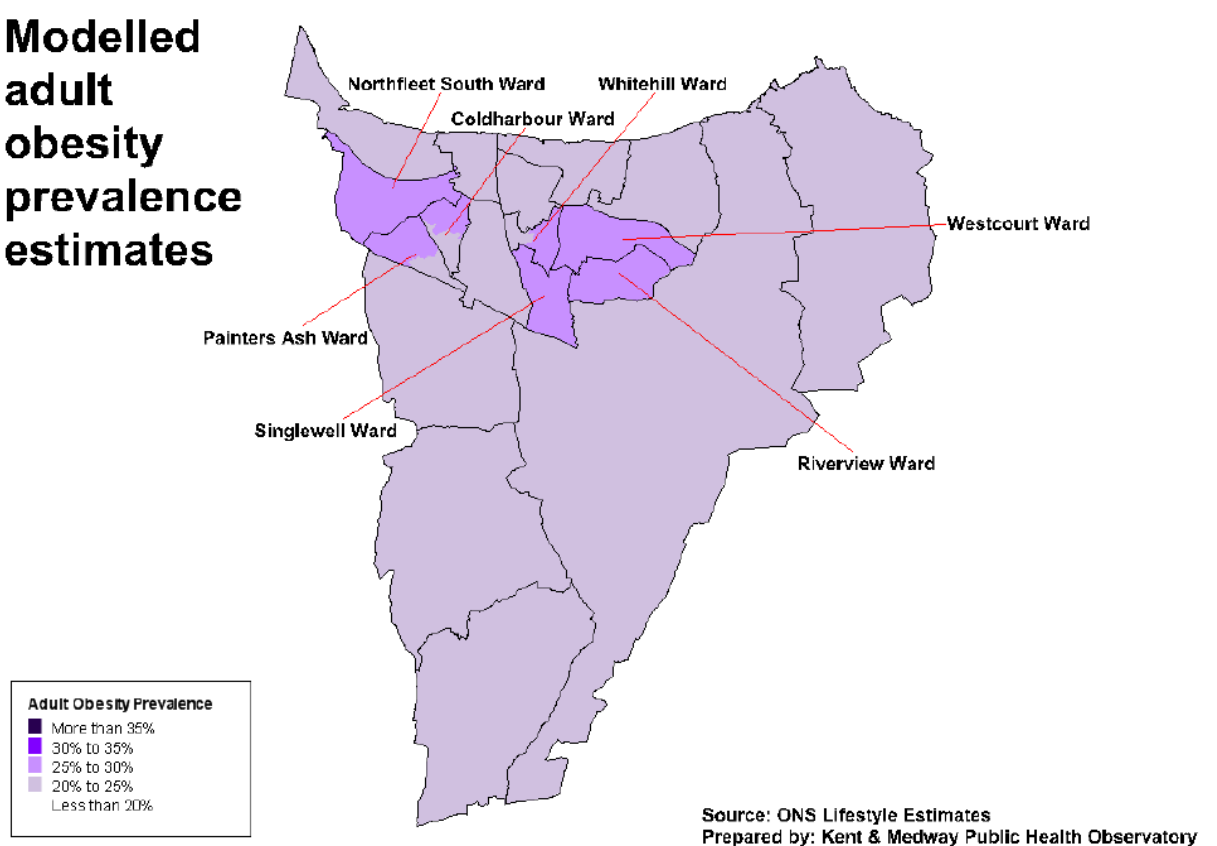 Modelled
adult
obesity
prevalence
estimates
Northfleet South Ward
Whitehill Ward
Coldharbour Ward
Westcourt Ward
Painters Ash Ward
Singlewell Ward
Riverview Ward
Adult Obesity Prevalence
More than 35%
30% to 35%
25% to 30%
20% to 25%
Less than 20%
Source: ONS Lifestyle Estimates
Prepared by: Kent & Medway Public Health Observatory